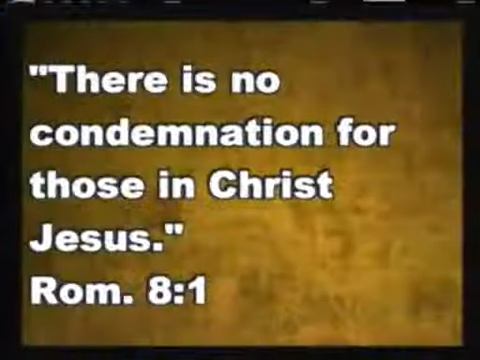 "There is no
condemnation for
those in Christ
Jesus."
Rom. 8:1